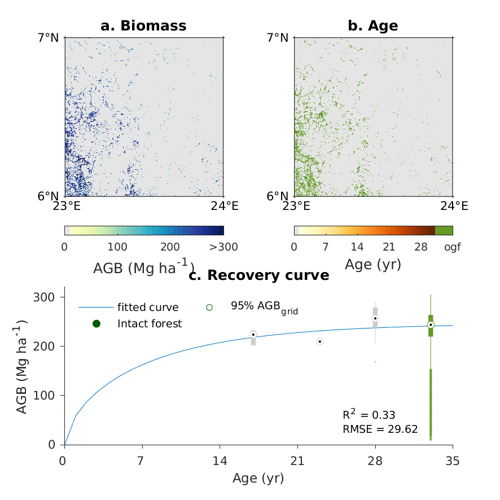 a. Biomass
b. Age
7°N
7°N
6°N
6°N
23°E
24°E
23°E
24°E
0 100 200 >300
0 7 14 21 28 ogf
AGB (Mg ha⁻¹)
Age (yr)
c. Recovery curve
300
200
100
0
AGB (Mg ha⁻¹)
fitted curve
95% AGB_grid
Intact forest
R² = 0.33
RMSE = 29.62
0 7 14 21 28 35
Age (yr)